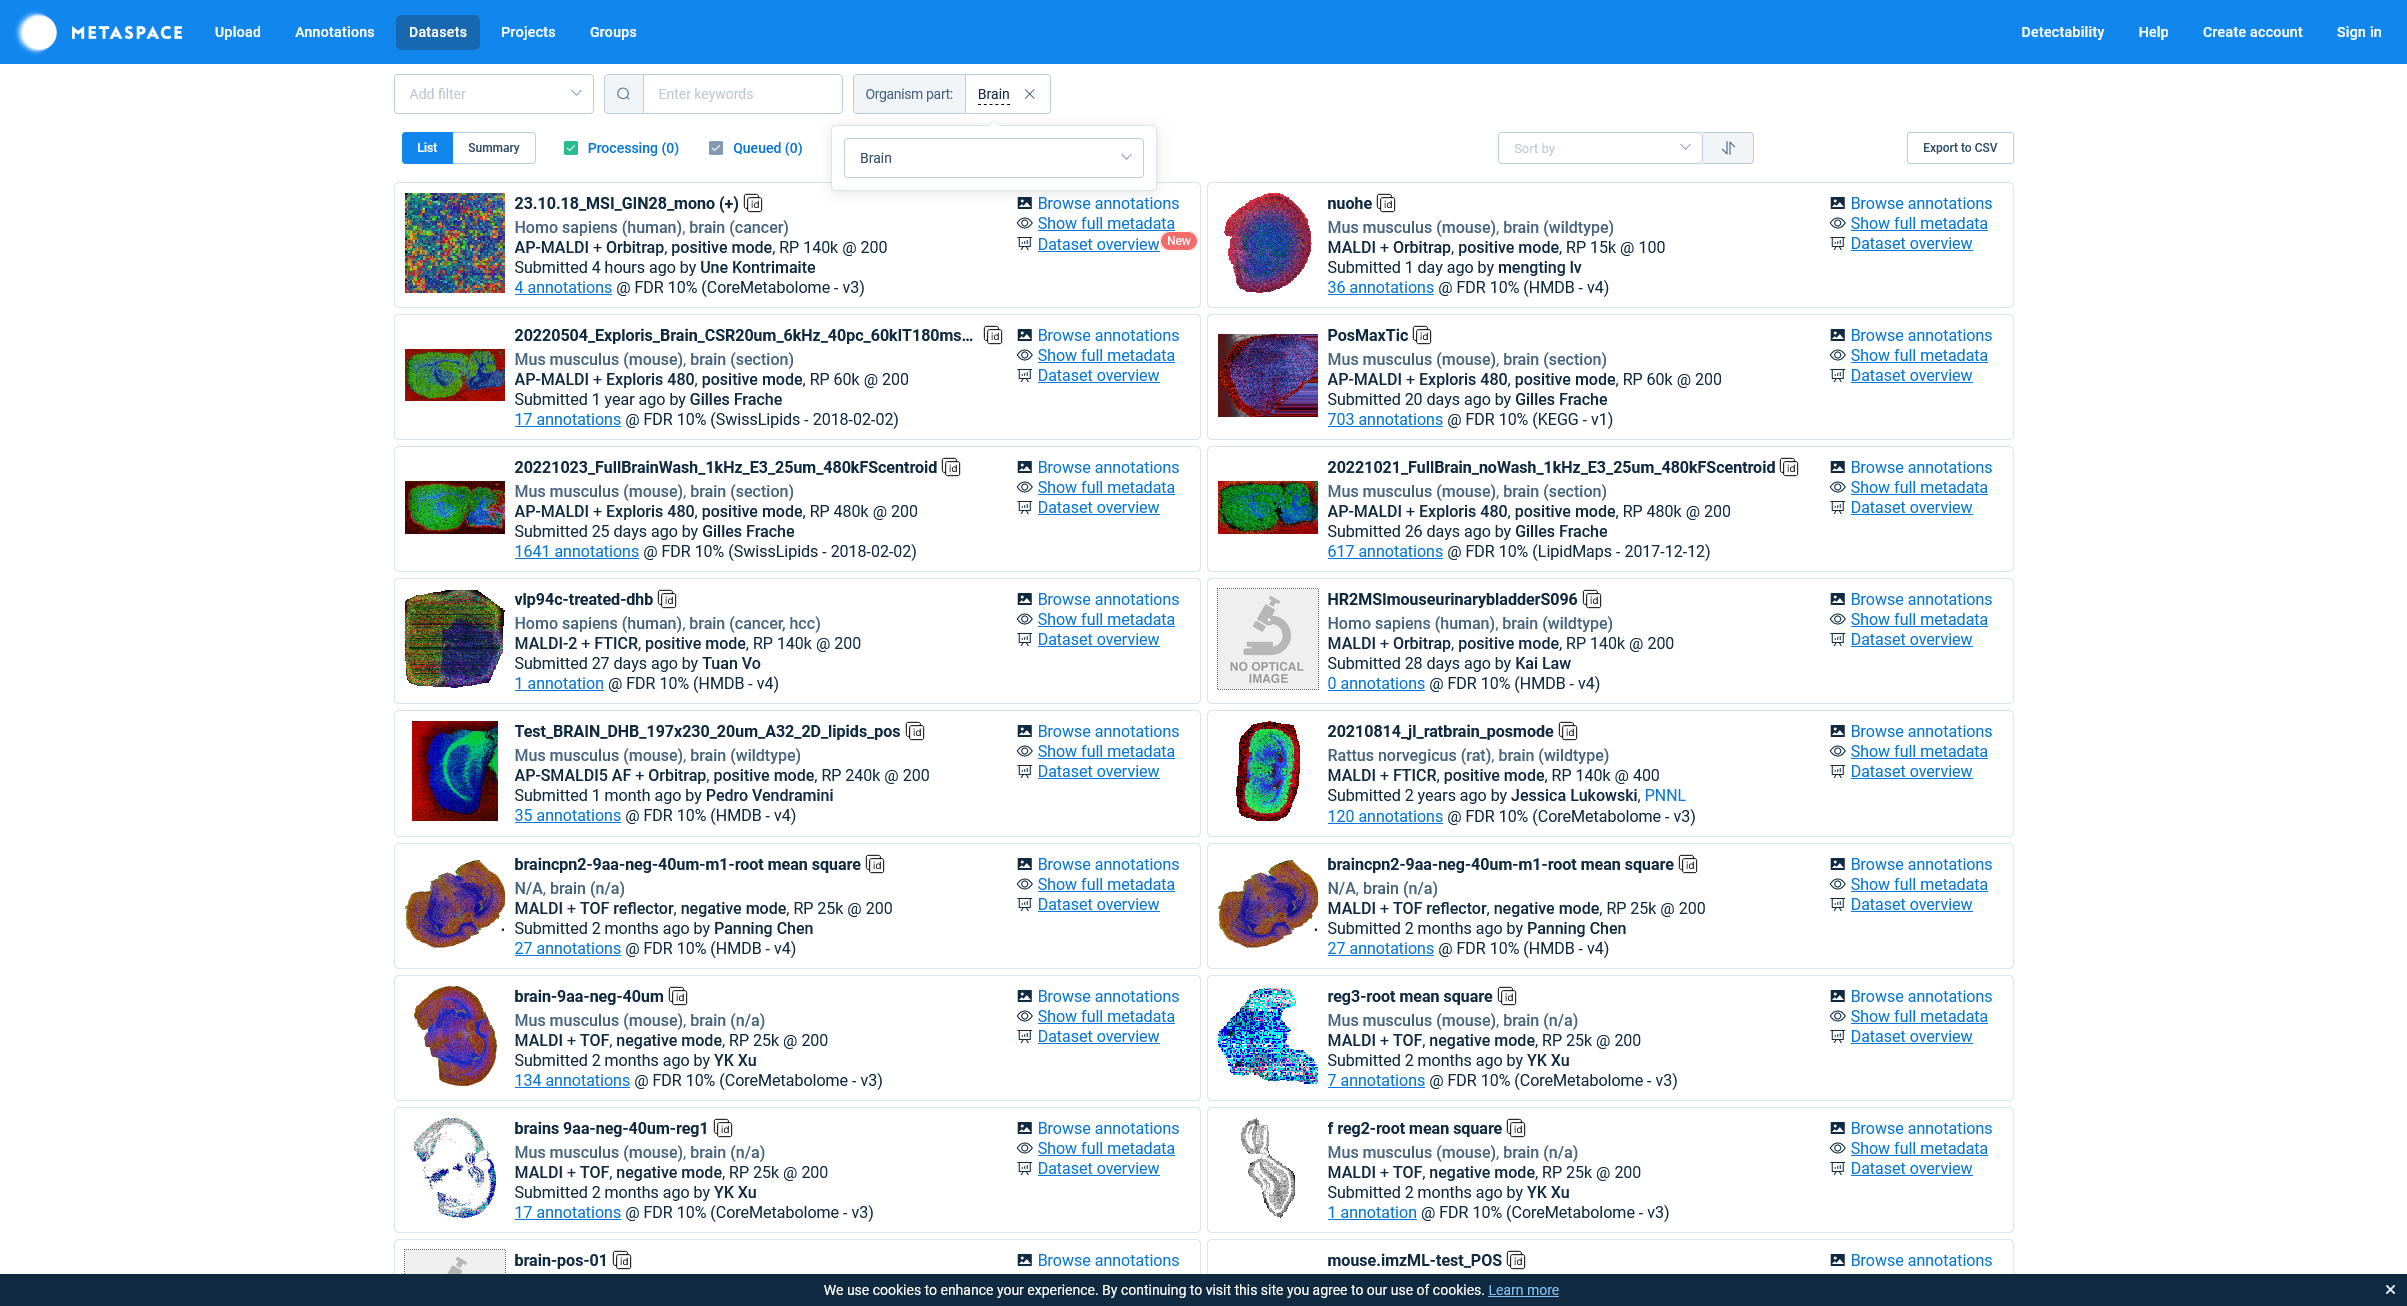 METASPACE Upload Annotations Datasets Projects Groups Detectability Help Create account Sign in
Add filter Enter keywords Organism part: Brain
List Summary Processing (0) Queued (0) Brain Sort by Export to CSV
23.10.18_MSI_GIN28_mono (+) id Browse annotations
Homo sapiens (human), brain (cancer) Show full metadata
AP-MALDI + Orbitrap, positive mode, RP 140k @ 200 Dataset overview New
Submitted 4 hours ago by Une Kontrimaite
4 annotations @ FDR 10% (CoreMetabolome - v3)
nuohe id Browse annotations
Mus musculus (mouse), brain (wildtype) Show full metadata
MALDI + Orbitrap, positive mode, RP 15k @ 100 Dataset overview
Submitted 1 day ago by mengting lv
36 annotations @ FDR 10% (HMDB - v4)
20220504_Exploris_Brain_CSR20um_6kHz_40pc_60kIT180ms... id Browse annotations
Mus musculus (mouse), brain (section) Show full metadata
AP-MALDI + Exploris 480, positive mode, RP 60k @ 200 Dataset overview
Submitted 1 year ago by Gilles Frache
17 annotations @ FDR 10% (SwissLipids - 2018-02-02)
PosMaxTic id Browse annotations
Mus musculus (mouse), brain (section) Show full metadata
AP-MALDI + Exploris 480, positive mode, RP 60k @ 200 Dataset overview
Submitted 20 days ago by Gilles Frache
703 annotations @ FDR 10% (KEGG - v1)
20221023_FullBrainWash_1kHz_E3_25um_480kFScentroid id Browse annotations
Mus musculus (mouse), brain (section) Show full metadata
AP-MALDI + Exploris 480, positive mode, RP 480k @ 200 Dataset overview
Submitted 25 days ago by Gilles Frache
1641 annotations @ FDR 10% (SwissLipids - 2018-02-02)
20221021_FullBrain_noWash_1kHz_E3_25um_480kFScentroid id Browse annotations
Mus musculus (mouse), brain (section) Show full metadata
AP-MALDI + Exploris 480, positive mode, RP 480k @ 200 Dataset overview
Submitted 26 days ago by Gilles Frache
617 annotations @ FDR 10% (LipidMaps - 2017-12-12)
vlp94c-treated-dhb id Browse annotations
Homo sapiens (human), brain (cancer, hcc) Show full metadata
MALDI-2 + FTICR, positive mode, RP 140k @ 200 Dataset overview
Submitted 27 days ago by Tuan Vo
1 annotation @ FDR 10% (HMDB - v4)
NO OPTICAL
IMAGE
HR2MSImouseurinarybladderS096 id Browse annotations
Homo sapiens (human), brain (wildtype) Show full metadata
MALDI + Orbitrap, positive mode, RP 140k @ 200 Dataset overview
Submitted 28 days ago by Kai Law
0 annotations @ FDR 10% (HMDB - v4)
Test_BRAIN_DHB_197x230_20um_A32_2D_lipids_pos id Browse annotations
Mus musculus (mouse), brain (wildtype) Show full metadata
AP-SMALDI5 AF + Orbitrap, positive mode, RP 240k @ 200 Dataset overview
Submitted 1 month ago by Pedro Vendramini
35 annotations @ FDR 10% (HMDB - v4)
20210814_jl_ratbrain_posmode id Browse annotations
Rattus norvegicus (rat), brain (wildtype) Show full metadata
MALDI + FTICR, positive mode, RP 140k @ 400 Dataset overview
Submitted 2 years ago by Jessica Lukowski, PNNL
120 annotations @ FDR 10% (CoreMetabolome - v3)
braincpn2-9aa-neg-40um-m1-root mean square id Browse annotations
N/A, brain (n/a) Show full metadata
MALDI + TOF reflector, negative mode, RP 25k @ 200 Dataset overview
Submitted 2 months ago by Panning Chen
27 annotations @ FDR 10% (HMDB - v4)
braincpn2-9aa-neg-40um-m1-root mean square id Browse annotations
N/A, brain (n/a) Show full metadata
MALDI + TOF reflector, negative mode, RP 25k @ 200 Dataset overview
Submitted 2 months ago by Panning Chen
27 annotations @ FDR 10% (HMDB - v4)
brain-9aa-neg-40um id Browse annotations
Mus musculus (mouse), brain (n/a) Show full metadata
MALDI + TOF, negative mode, RP 25k @ 200 Dataset overview
Submitted 2 months ago by YK Xu
134 annotations @ FDR 10% (CoreMetabolome - v3)
reg3-root mean square id Browse annotations
Mus musculus (mouse), brain (n/a) Show full metadata
MALDI + TOF, negative mode, RP 25k @ 200 Dataset overview
Submitted 2 months ago by YK Xu
7 annotations @ FDR 10% (CoreMetabolome - v3)
brains 9aa-neg-40um-reg1 id Browse annotations
Mus musculus (mouse), brain (n/a) Show full metadata
MALDI + TOF, negative mode, RP 25k @ 200 Dataset overview
Submitted 2 months ago by YK Xu
17 annotations @ FDR 10% (CoreMetabolome - v3)
f reg2-root mean square id Browse annotations
Mus musculus (mouse), brain (n/a) Show full metadata
MALDI + TOF, negative mode, RP 25k @ 200 Dataset overview
Submitted 2 months ago by YK Xu
1 annotation @ FDR 10% (CoreMetabolome - v3)
brain-pos-01 id Browse annotations
mouse.imzML-test_POS id Browse annotations
We use cookies to enhance your experience. By continuing to visit this site you agree to our use of cookies. Learn more